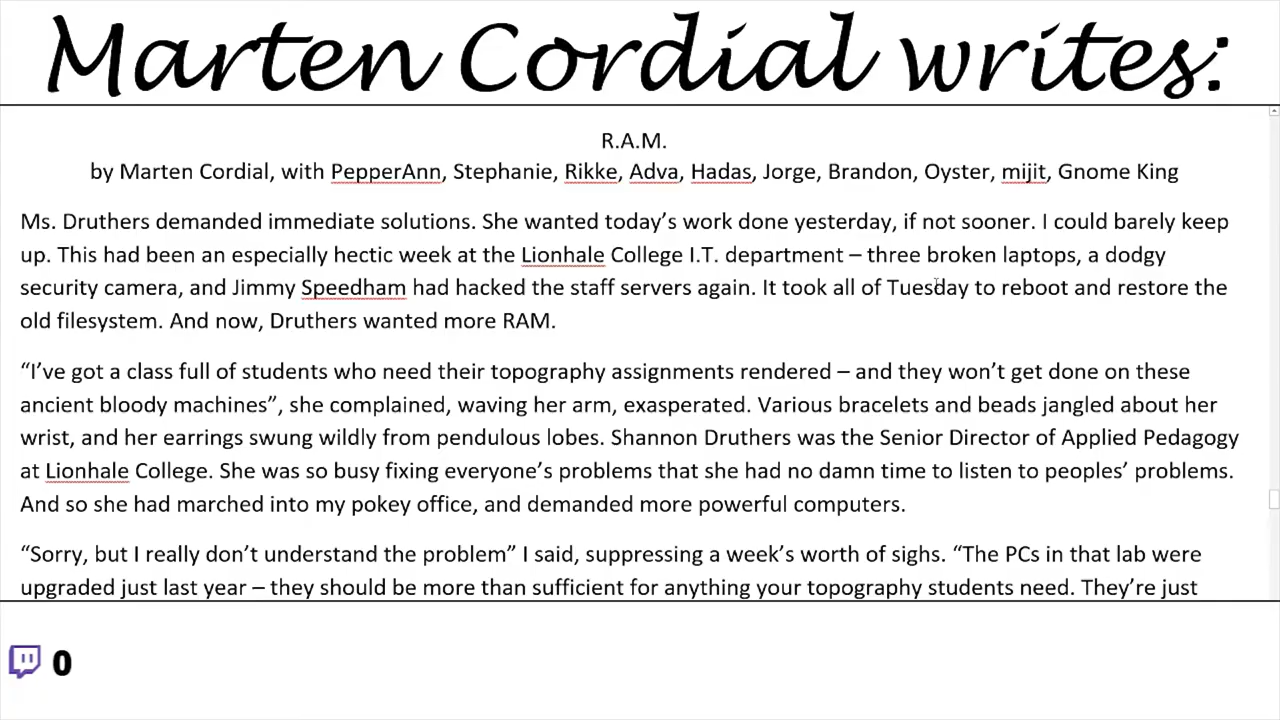 Marten Cordial writes:
R.A.M.
by Marten Cordial, with PepperAnn, Stephanie, Rikke, Adva, Hadas, Jorge, Brandon, Oyster, mijit, Gnome King
Ms. Druthers demanded immediate solutions. She wanted today’s work done yesterday, if not sooner. I could barely keep
up. This had been an especially hectic week at the Lionhale College I.T. department – three broken laptops, a dodgy
security camera, and Jimmy Speedham had hacked the staff servers again. It took all of Tuesday to reboot and restore the
old filesystem. And now, Druthers wanted more RAM.
“I’ve got a class full of students who need their topography assignments rendered – and they won’t get done on these
ancient bloody machines”, she complained, waving her arm, exasperated. Various bracelets and beads jangled about her
wrist, and her earrings swung wildly from pendulous lobes. Shannon Druthers was the Senior Director of Applied Pedagogy
at Lionhale College. She was so busy fixing everyone’s problems that she had no damn time to listen to peoples’ problems.
And so she had marched into my pokey office, and demanded more powerful computers.
“Sorry, but I really don’t understand the problem” I said, suppressing a week’s worth of sighs. “The PCs in that lab were
upgraded just last year – they should be more than sufficient for anything your topography students need. They’re just
0